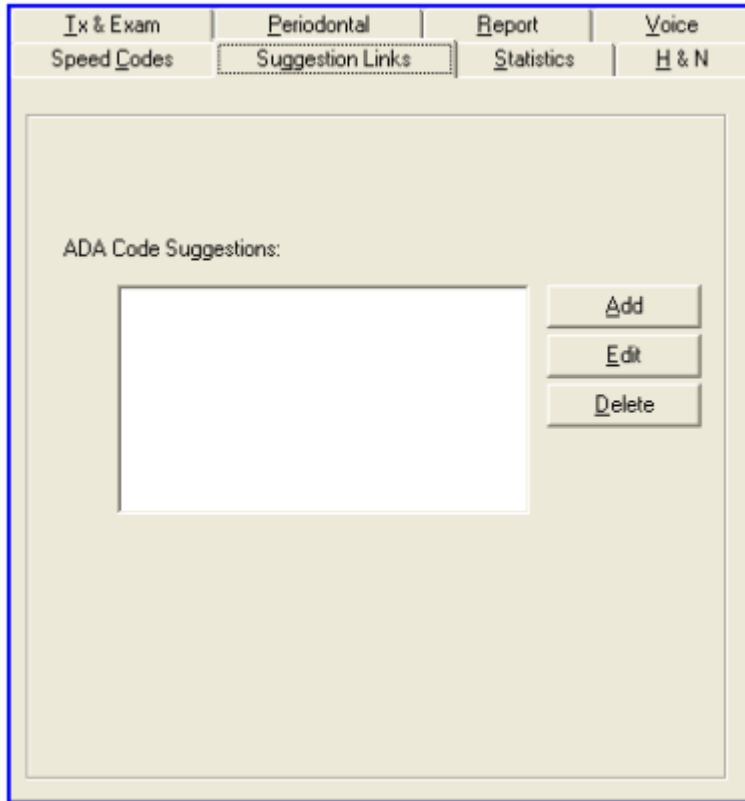 Tx & Exam Periodontal Report Voice
Speed Codes Suggestion Links Statistics H & N
ADA Code Suggestions:
Add
Edit
Delete